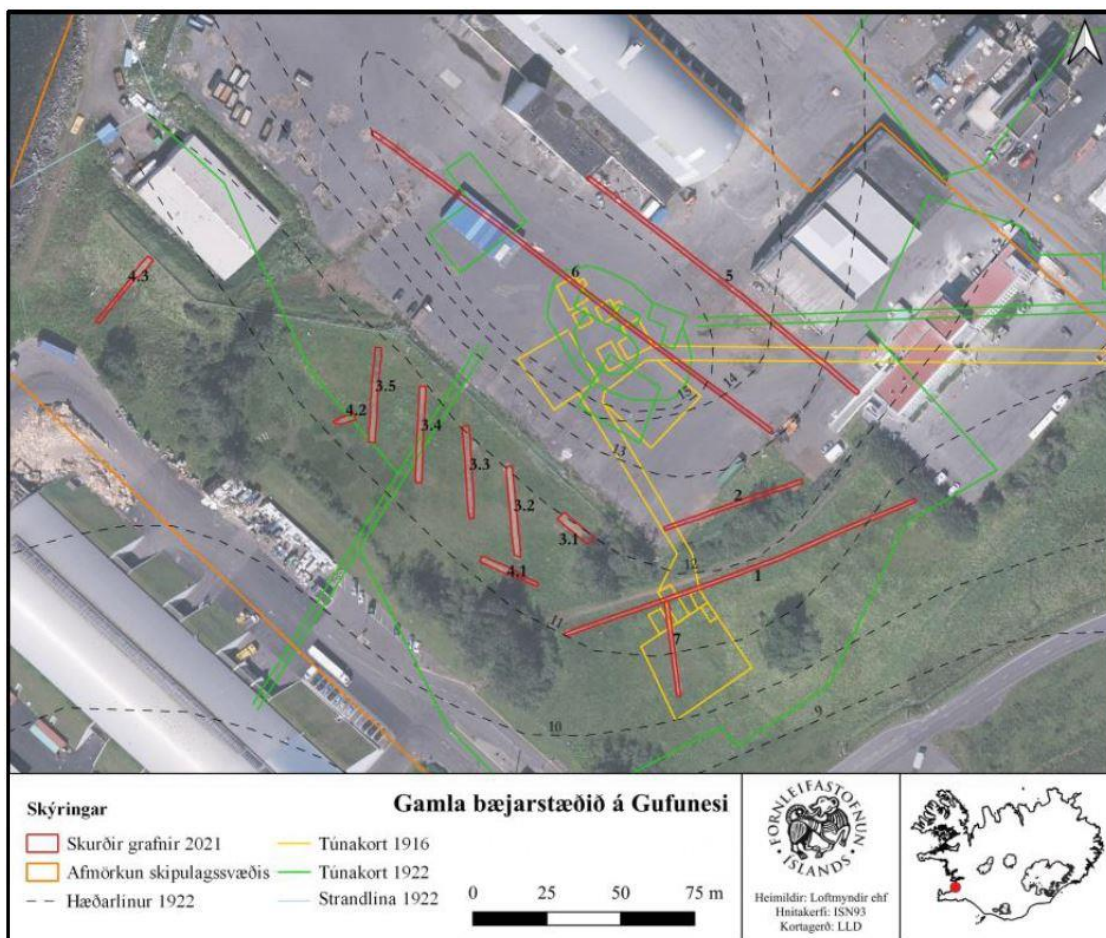 4.3
6
5
15
14
3.5
4.2
3.4
13
3.3
3.2
2
3.1
4.1
12
1
11
7
10
9
Skýringar
Skurðir grafnir 2021
Afmörkun skipulagssvæðis
Hæðarlínur 1922
Túnakort 1916
Túnakort 1922
Strandlína 1922
Gamla bæjarstæðið á Gufunesi
0 25 50 75 m
FORNLEIFASTOFNUN
ÍSLANDS
Heimildir: Loftmyndir ehf
Hnitakerfi: ISN93
Kortagerð: LLD